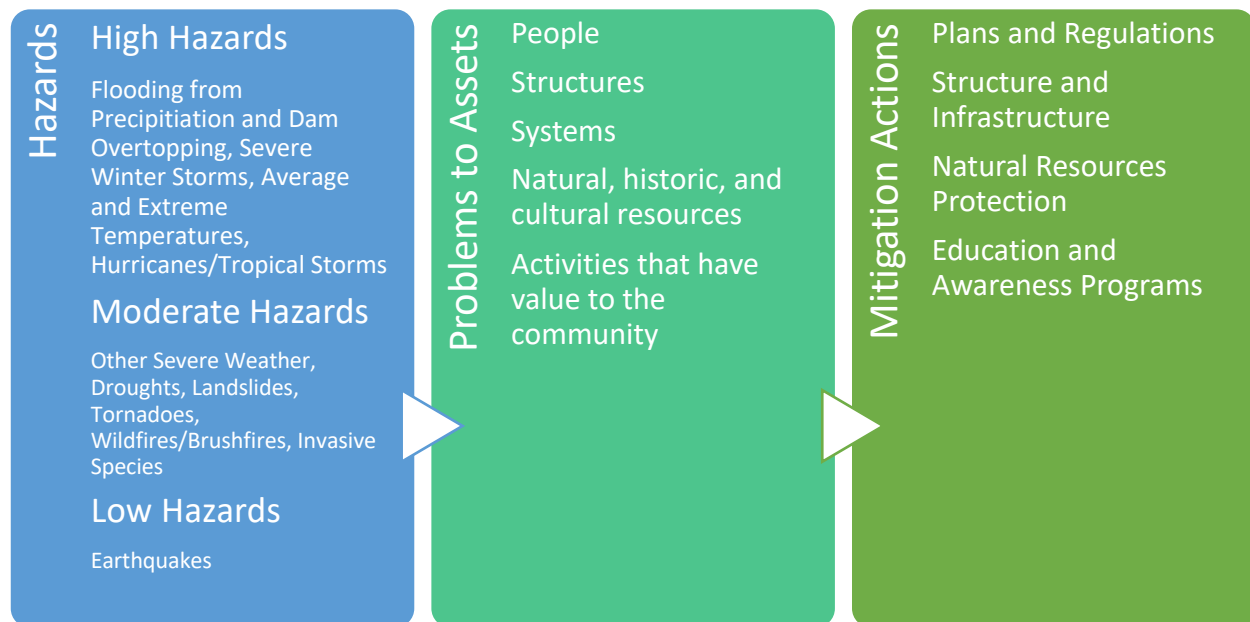 Hazards
High Hazards
Flooding from
Precipitiation and Dam
Overtopping, Severe
Winter Storms, Average
and Extreme
Temperatures,
Hurricanes/Tropical Storms
Moderate Hazards
Other Severe Weather,
Droughts, Landslides,
Tornadoes,
Wildfires/Brushfires, Invasive
Species
Low Hazards
Earthquakes
Problems to Assets
People
Structures
Systems
Natural, historic, and
cultural resources
Activities that have
value to the
community
Mitigation Actions
Plans and Regulations
Structure and
Infrastructure
Natural Resources
Protection
Education and
Awareness Programs